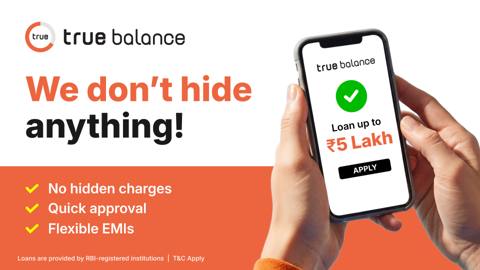 true
true balance
We don't hide
anything!
No hidden charges
Quick approval
Flexible EMIs
Loans are provided by RBI-registered institutions | T&C Apply
true balance
Loan up to
₹5 Lakh
APPLY